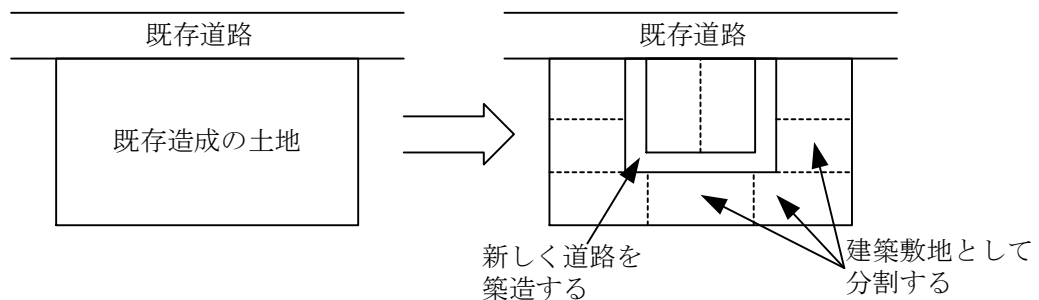 既存道路
既存道路
既存造成の土地
新しく道路を
築造する
建築敷地として
分割する